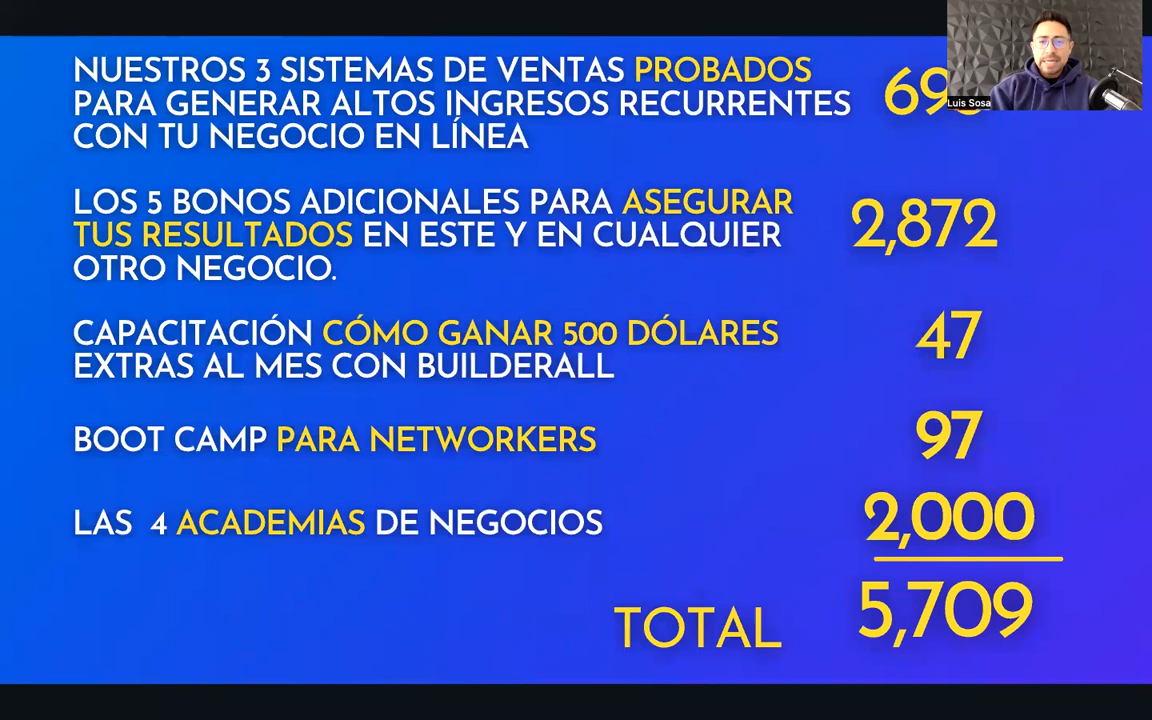 NUESTROS 3 SISTEMAS DE VENTAS PROBADOS
PARA GENERAR ALTOS INGRESOS RECURRENTES
CON TU NEGOCIO EN LÍNEA
Luis Sosa
LOS 5 BONOS ADICIONALES PARA ASEGURAR
TUS RESULTADOS EN ESTE Y EN CUALQUIER
OTRO NEGOCIO.
2,872
CAPACITACIÓN CÓMO GANAR 500 DÓLARES
EXTRAS AL MES CON BUILDERALL
47
BOOT CAMP PARA NETWORKERS
97
LAS 4 ACADEMIAS DE NEGOCIOS
2,000
TOTAL
5,709